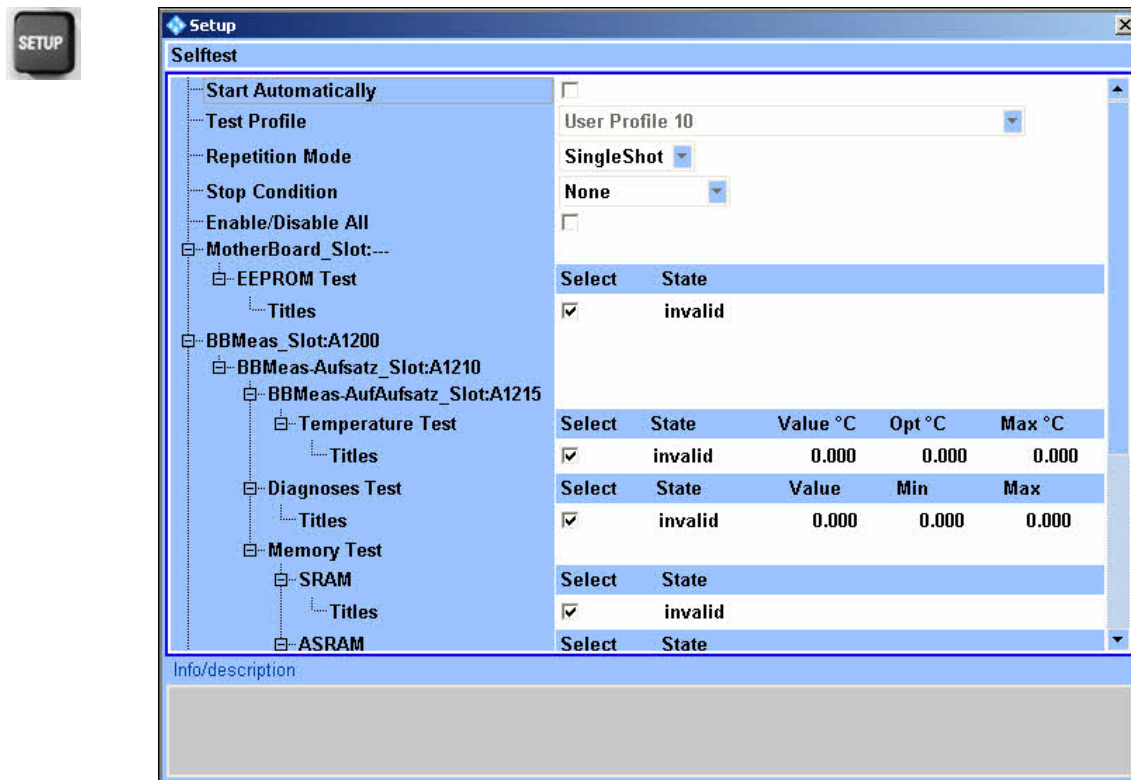 SETUP
Setup
Selftest
Start Automatically
Test Profile User Profile 10
Repetition Mode SingleShot
Stop Condition None
Enable/Disable All
MotherBoard_Slot:---
EEPROM Test Select State
Titles invalid
BBMeas_Slot:A1200
BBMeas-Aufsatz_Slot:A1210
BBMeas-AufAufsatz_Slot:A1215
Temperature Test Select State Value °C Opt °C Max °C
Titles invalid 0.000 0.000 0.000
Diagnoses Test Select State Value Min Max
Titles invalid 0.000 0.000 0.000
Memory Test
SRAM Select State
Titles invalid
ASRAM Select State
Info/description